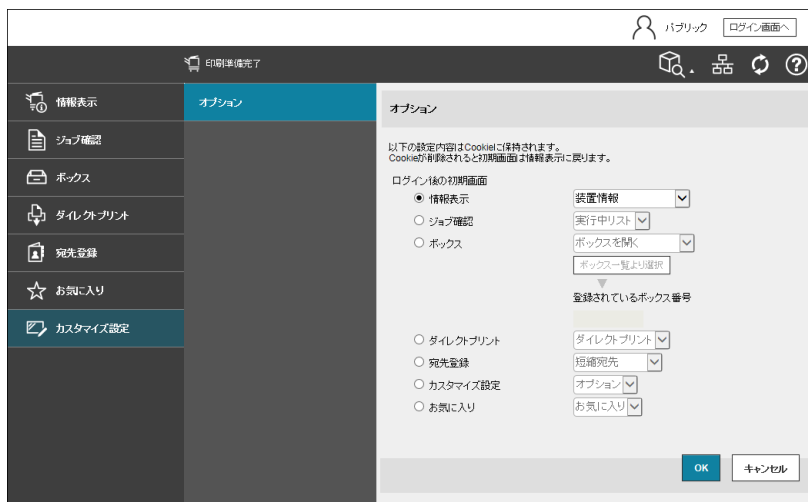 パブリック ログイン画面へ
印刷準備完了
情報表示
ジョブ確認
ボックス
ダイレクトプリント
宛先登録
お気に入り
カスタマイズ設定
オプション
オプション
以下の設定内容はCookieに保持されます。
Cookieが削除されると初期画面は情報表示に戻ります。
ログイン後の初期画面
情報表示 装置情報
ジョブ確認 実行中リスト
ボックス ボックスを開く
ボックス一覧より選択
登録されているボックス番号
ダイレクトプリント ダイレクトプリント
宛先登録 短縮宛先
カスタマイズ設定 オプション
お気に入り お気に入り
OK キャンセル